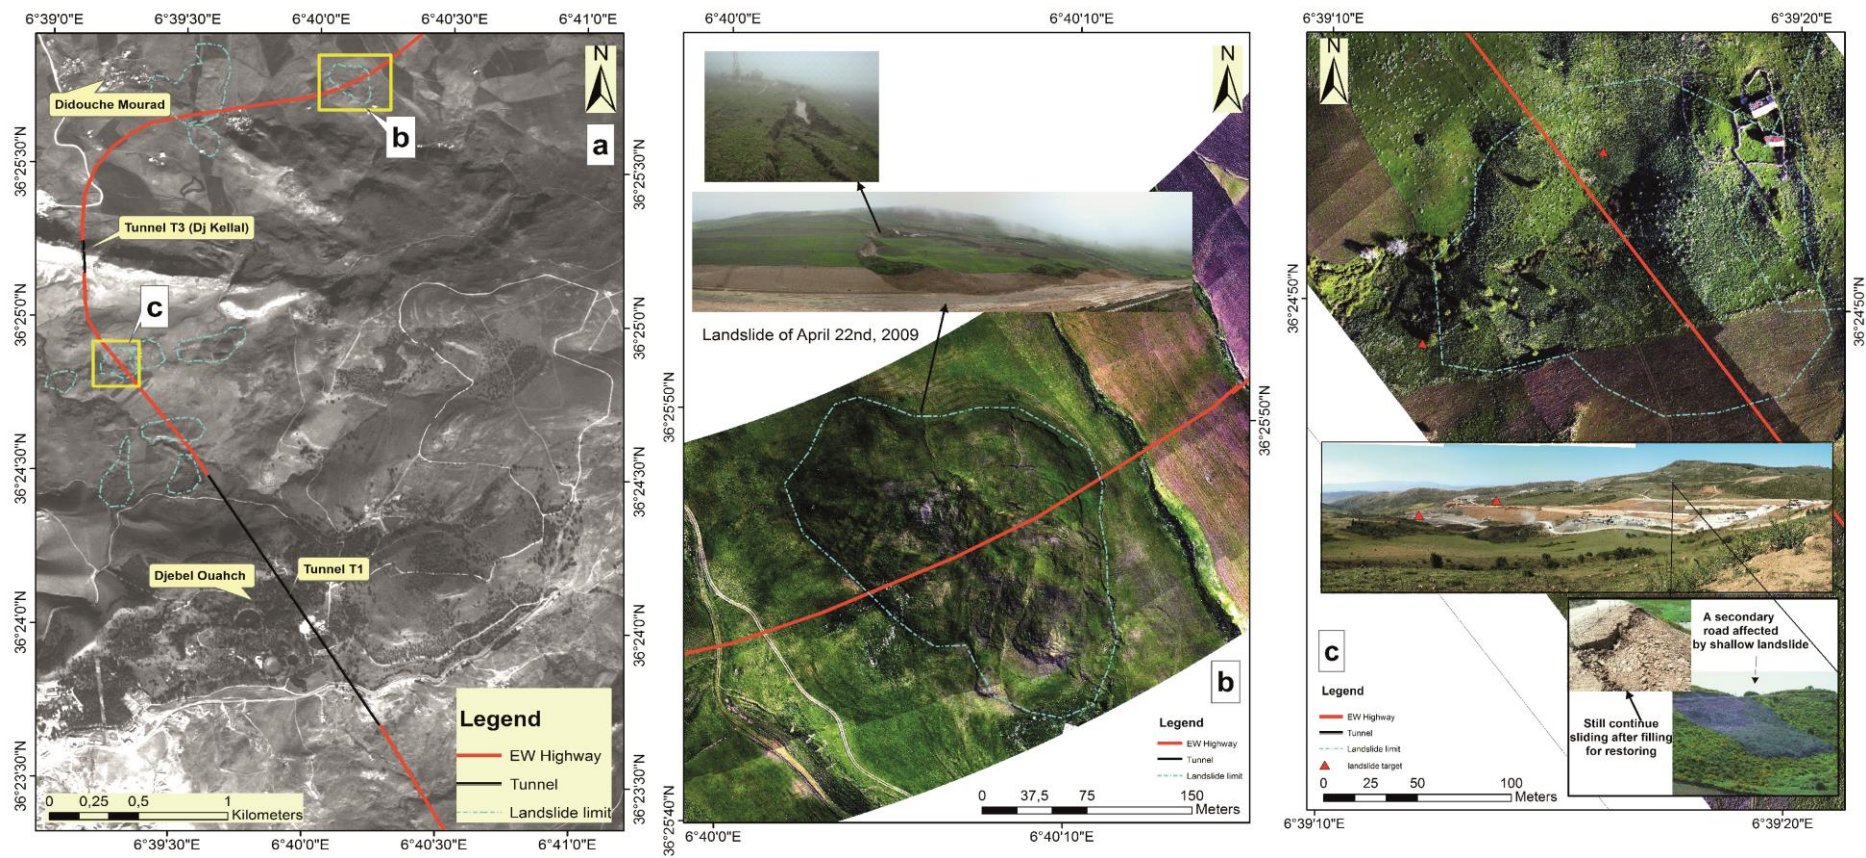 6°39'0"E
6°39'30"E
6°40'0"E
6°40'30"E
6°41'0"E
N
a
Didouche Mourad
b
Tunnel T3 (Dj Kellal)
c
Djebel Ouahch
Tunnel T1
36°25'30"N
36°25'0"N
36°24'30"N
36°24'0"N
36°23'30"N
36°25'30"N
36°25'0"N
36°24'30"N
36°24'0"N
36°23'30"N
Legend
EW Highway
Tunnel
Landslide limit
0 0,25 0,5 1
Kilometers
6°39'30"E
6°40'0"E
6°40'30"E
6°41'0"E
6°40'0"E
6°40'10"E
N
Landslide of April 22nd, 2009
36°25'50"N
36°25'40"N
36°25'50"N
b
Legend
EW Highway
Tunnel
Landslide limit
0 37,5 75 150
Meters
6°40'0"E
6°40'10"E
6°39'10"E
6°39'20"E
N
36°24'50"N
36°24'50"N
c
Legend
EW Highway
Tunnel
Landslide limit
landslide target
0 25 50 100
Meters
A secondary
road affected
by shallow landslide
Still continue
sliding after filling
for restoring
6°39'10"E
6°39'20"E